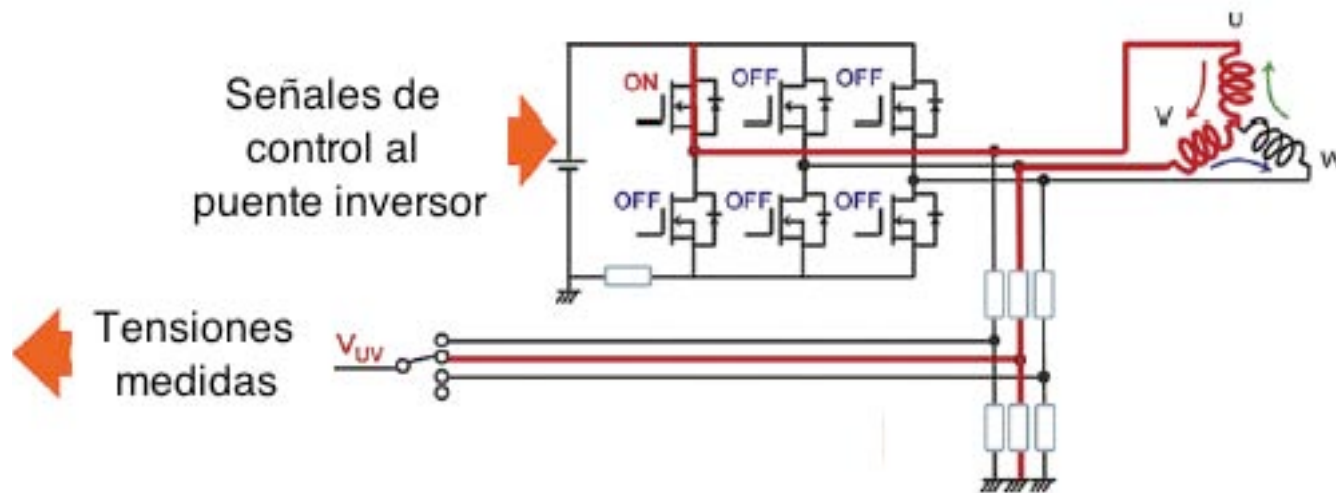 U
Señales de
control al
puente inversor
ON OFF OFF
V
W
OFF OFF OFF
Tensiones
medidas
VUV